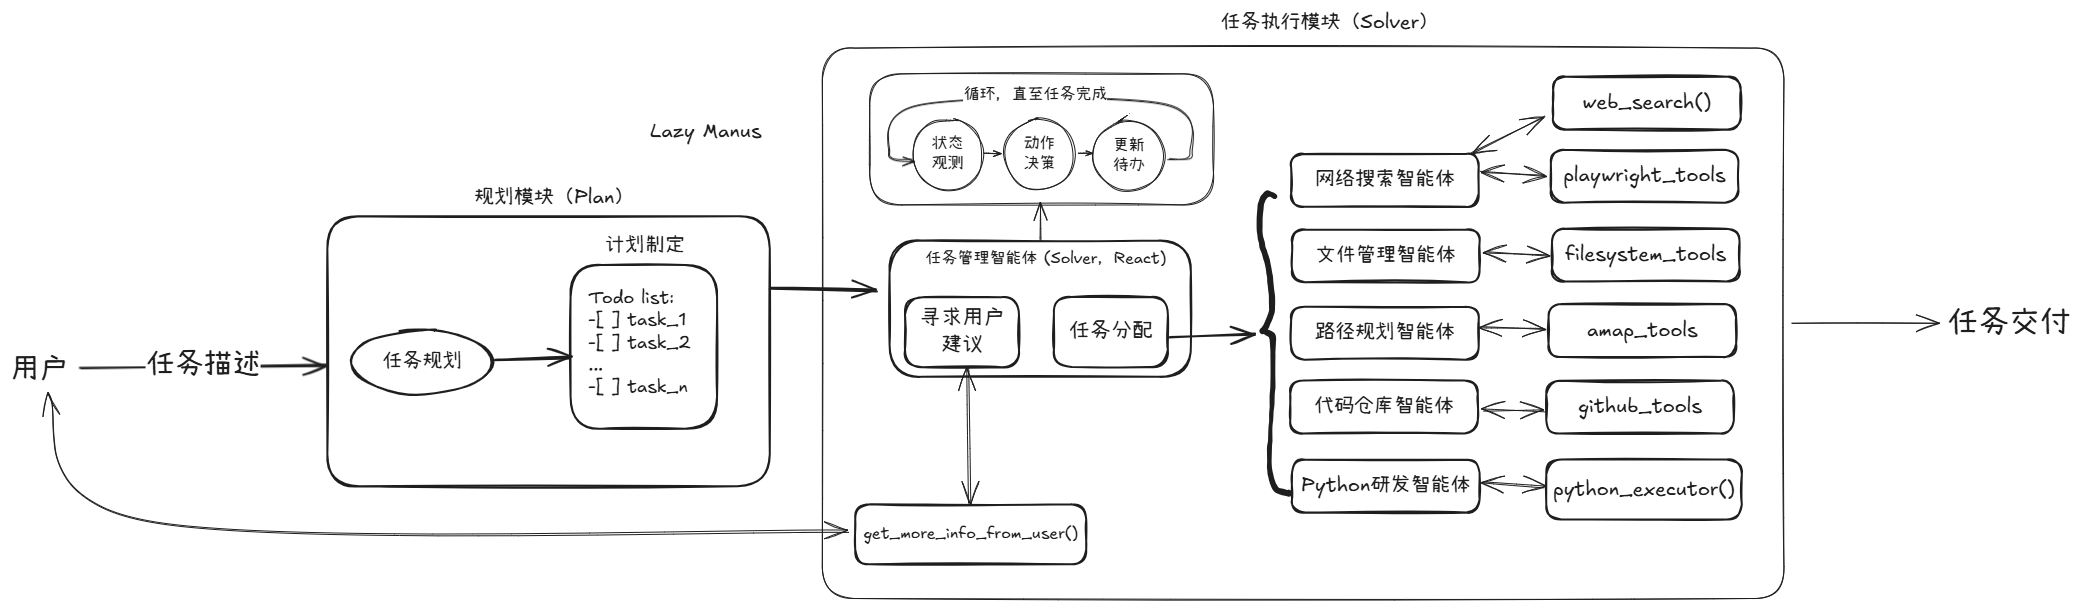 任务执行模块（Solver）
Lazy Manus
循环，直至任务完成
状态
观测
动作
决策
更新
待办
规划模块（Plan）
计划制定
任务规划
Todo list:
-[ ] task_1
-[ ] task_2
...
-[ ] task_n
用户
任务描述
任务管理智能体 (Solver，React)
寻求用户
建议
任务分配
get_more_info_from_user()
网络搜索智能体
web_search()
playwright_tools
文件管理智能体
filesystem_tools
路径规划智能体
amap_tools
代码仓库智能体
github_tools
Python研发智能体
python_executor()
任务交付